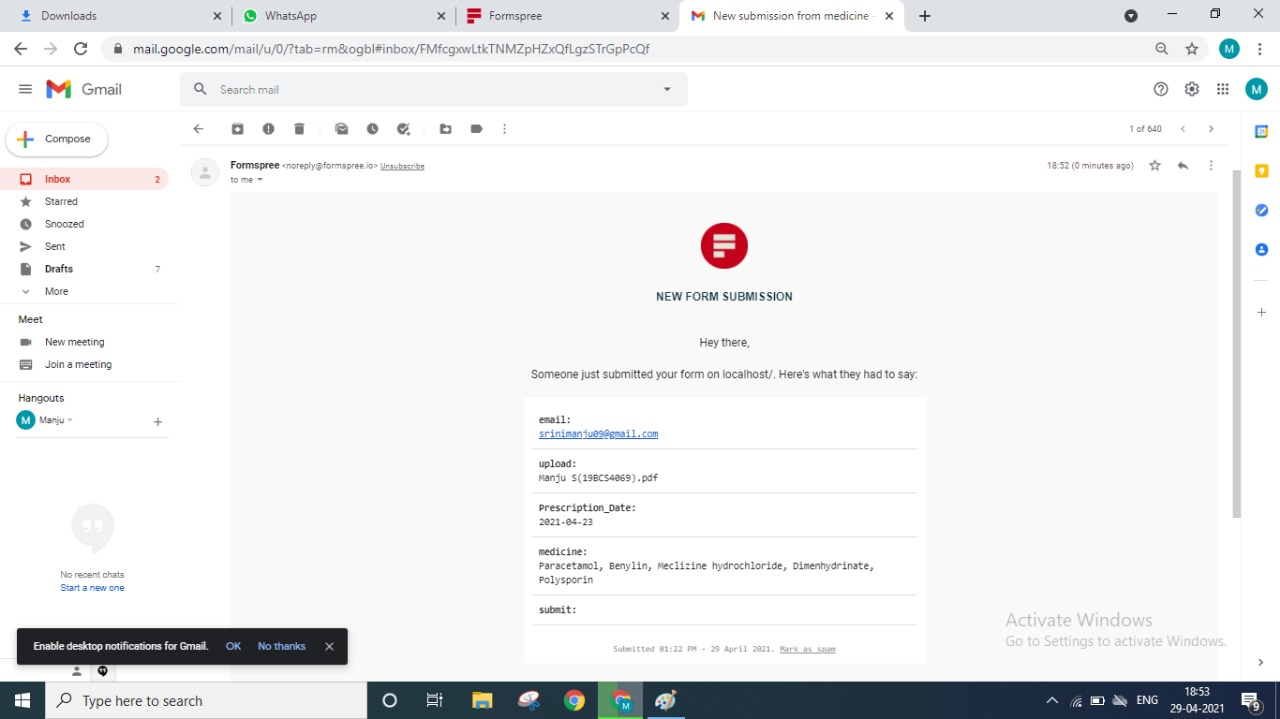 Downloads
WhatsApp
Formspree
New submission from medicine -
mail.google.com/mail/u/0/?tab=rm&ogbl#inbox/FMfcgxwLtkTNMZpHZxQfLgzSTrGpPcQf
M
Gmail
Search mail
M
Compose
1 of 640
Inbox 2
Starred
Snoozed
Sent
Drafts 7
More
Meet
New meeting
Join a meeting
Hangouts
M Manju
No recent chats
Start a new one
Formspree <noreply@formspree.io> Unsubscribe
18:52 (0 minutes ago)
to me
NEW FORM SUBMISSION
Hey there,
Someone just submitted your form on localhost/. Here's what they had to say:
email:
srinimanju09@gmail.com
upload:
Manju S(19BCS4069).pdf
Prescription_Date:
2021-04-23
medicine:
Paracetamol, Benylin, Meclizine hydrochloride, Dimenhydrinate,
Polysporin
submit:
Submitted 01:22 PM - 29 April 2021. Mark as spam
Activate Windows
Go to Settings to activate Windows.
Enable desktop notifications for Gmail. OK No thanks
Type here to search
M
ENG
18:53
29-04-2021
9